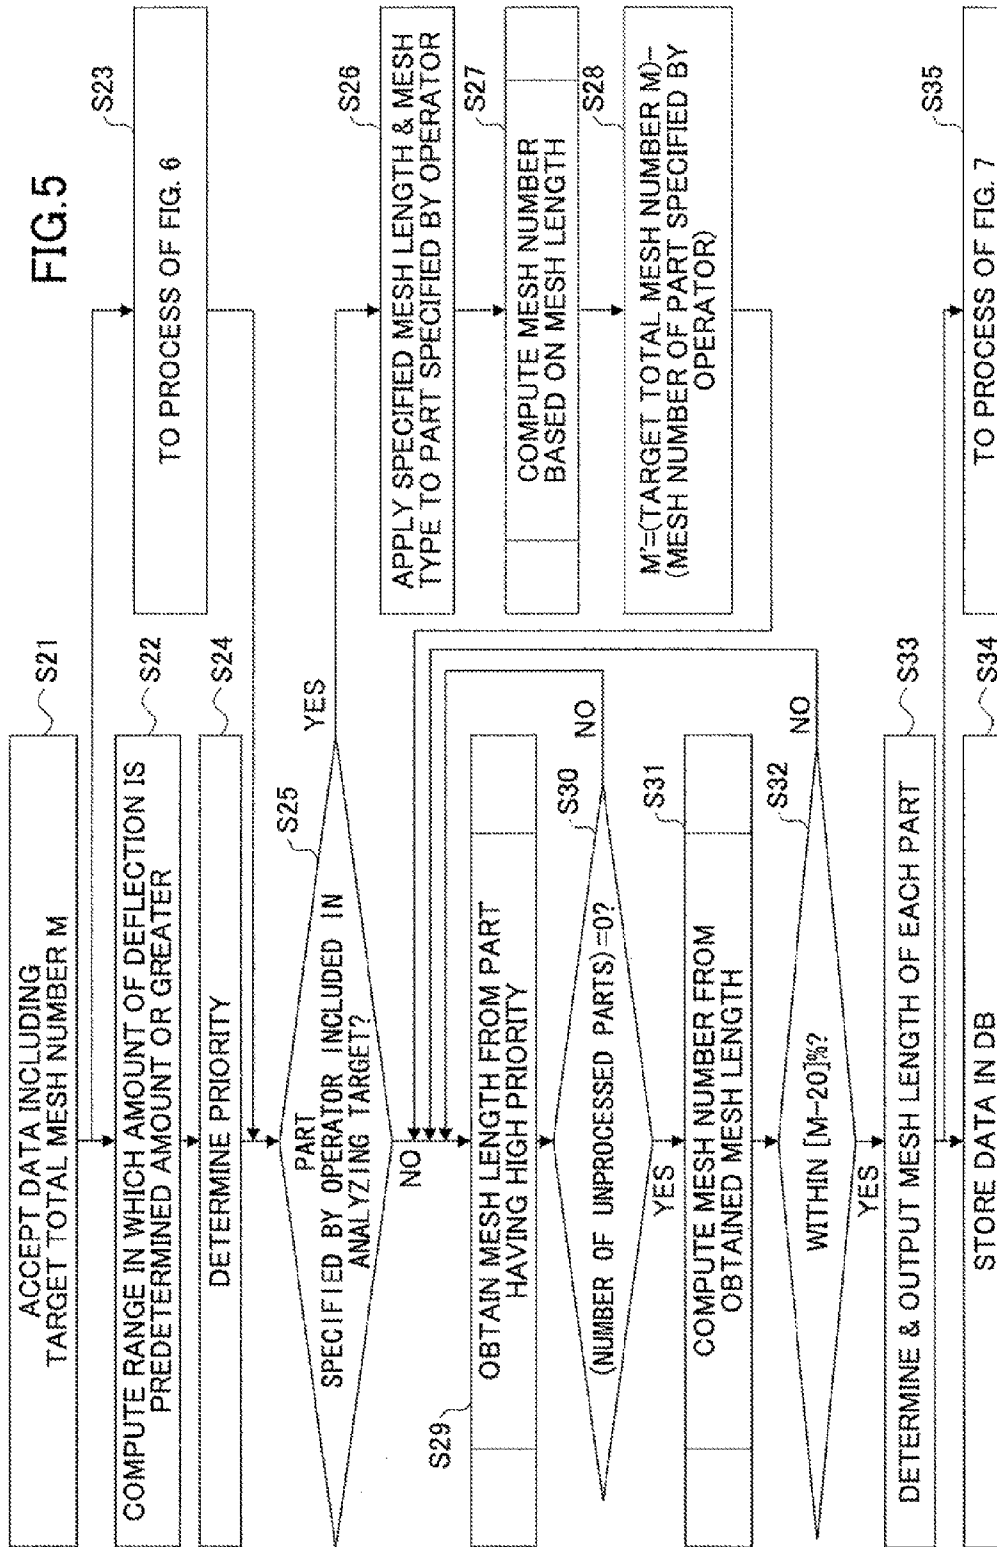 FIG.5
ACCEPT DATA INCLUDING
TARGET TOTAL MESH NUMBER M
S21
COMPUTE RANGE IN WHICH AMOUNT OF DEFLECTION IS
PREDETERMINED AMOUNT OR GREATER
S22
TO PROCESS OF FIG. 6
S23
DETERMINE PRIORITY
S24
PART
SPECIFIED BY OPERATOR INCLUDED IN
ANALYZING TARGET?
S25
YES
NO
APPLY SPECIFIED MESH LENGTH & MESH
TYPE TO PART SPECIFIED BY OPERATOR
S26
COMPUTE MESH NUMBER
BASED ON MESH LENGTH
S27
M'=(TARGET TOTAL MESH NUMBER M)-
(MESH NUMBER OF PART SPECIFIED BY
OPERATOR)
S28
S29
OBTAIN MESH LENGTH FROM PART
HAVING HIGH PRIORITY
(NUMBER OF UNPROCESSED PARTS)=0?
S30
NO
YES
COMPUTE MESH NUMBER FROM
OBTAINED MESH LENGTH
S31
WITHIN [M-20]%?
S32
NO
YES
DETERMINE & OUTPUT MESH LENGTH OF EACH PART
S33
STORE DATA IN DB
S34
TO PROCESS OF FIG. 7
S35